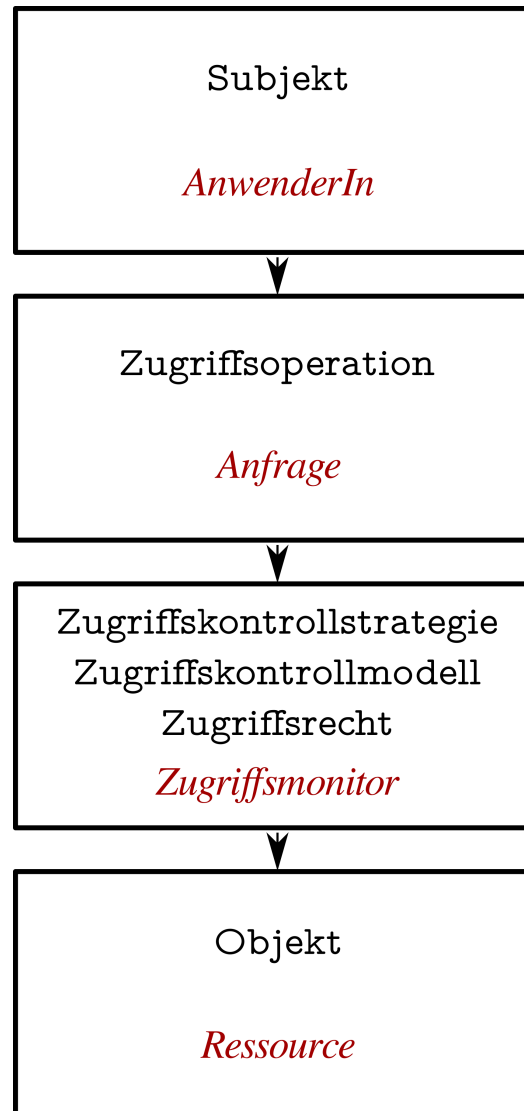 Subjekt
AnwenderIn
Zugriffsoperation
Anfrage
Zugriffskontrollstrategie
Zugriffskontrollmodell
Zugriffsrecht
Zugriffsmonitor
Objekt
Ressource